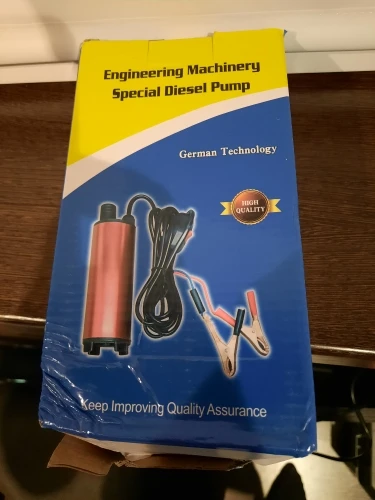 Engineering Machinery
Special Diesel Pump
German Technology
HIGH
QUALITY
Keep Improving Quality Assurance